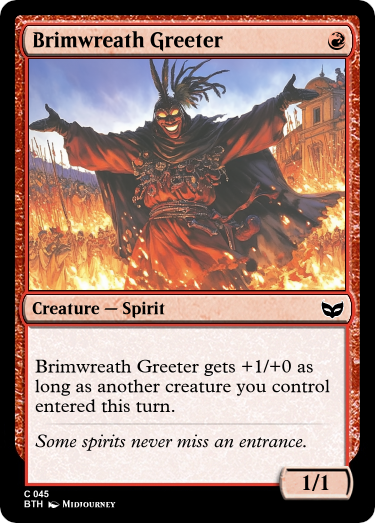 Brimwreath Greeter
Creature — Spirit
Brimwreath Greeter gets +1/+0 as
long as another creature you control
entered this turn.
Some spirits never miss an entrance.
1/1
C 045
BTH Midjourney